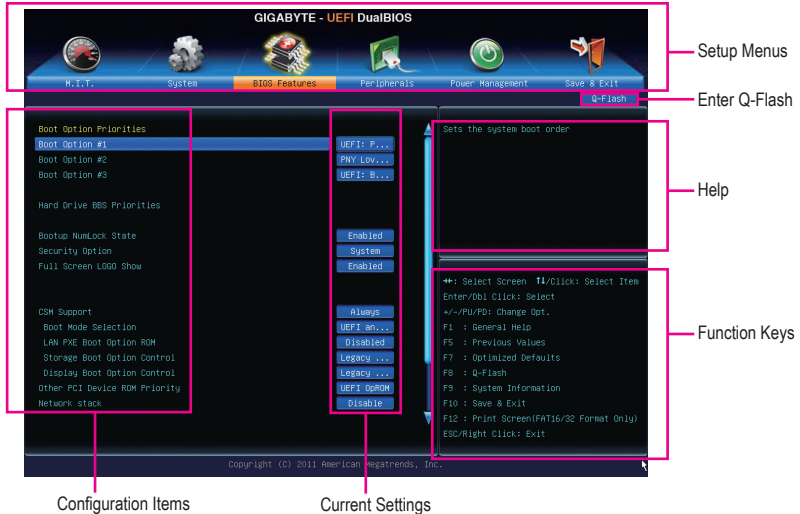 GIGABYTE - UEFI DualBIOS
Setup Menus
M.I.T. System BIOS Features Peripherals Power Management Save & Exit
Q-Flash
Enter Q-Flash
Boot Option Priorities
Boot Option #1 UEFI: P...
Boot Option #2 PNY Lov...
Boot Option #3 UEFI: B...
Hard Drive BBS Priorities
Bootup NumLock State Enabled
Security Option System
Full Screen LOGO Show Enabled
CSM Support Always
Boot Mode Selection UEFI an...
LAN PXE Boot Option ROM Disabled
Storage Boot Option Control Legacy ...
Display Boot Option Control Legacy ...
Other PCI Device ROM Priority UEFI OpROM
Network stack Disable
Sets the system boot order
Help
→←: Select Screen ↑↓/Click: Select Item
Enter/Dbl Click: Select
+/-/PU/PD: Change Opt.
F1 : General Help
F5 : Previous Values
F7 : Optimized Defaults
F8 : Q-Flash
F9 : System Information
F10 : Save & Exit
F12 : Print Screen(FAT16/32 Format Only)
ESC/Right Click: Exit
Function Keys
Copyright (C) 2011 American Megatrends, Inc.
Configuration Items
Current Settings